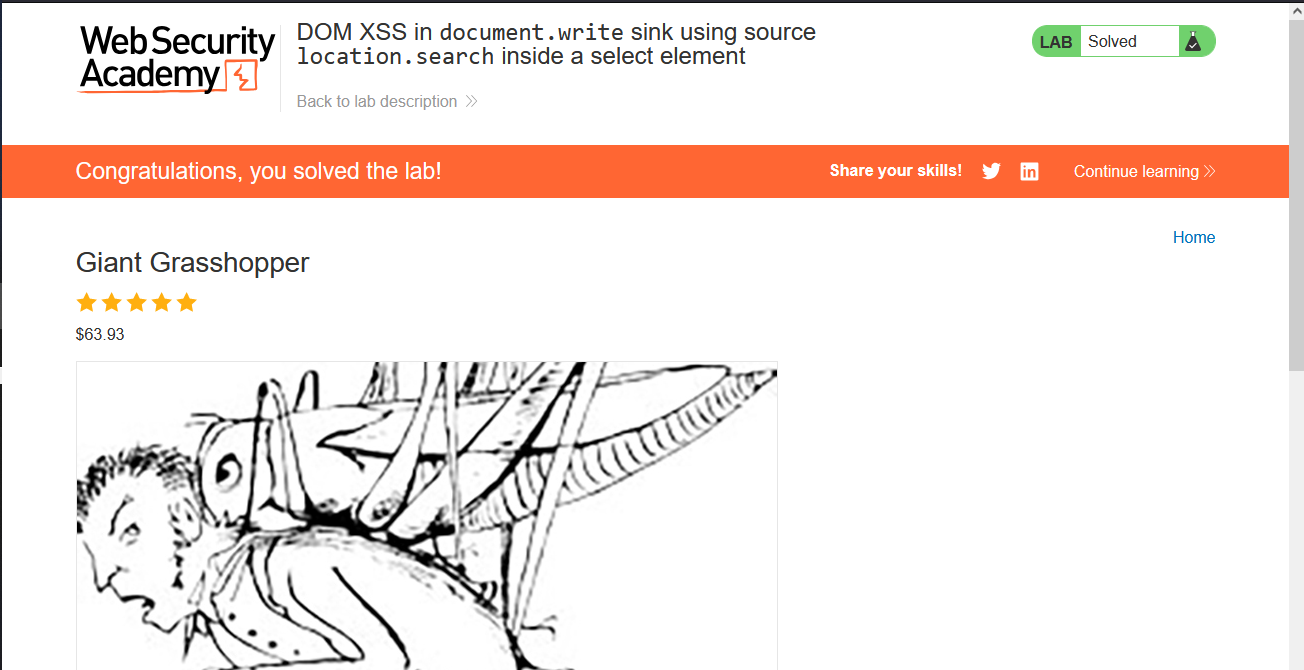 Web Security
Academy
DOM XSS in document.write sink using source
location.search inside a select element
Back to lab description
LAB Solved
Congratulations, you solved the lab!
Share your skills!
in
Continue learning
Home
Giant Grasshopper
$63.93